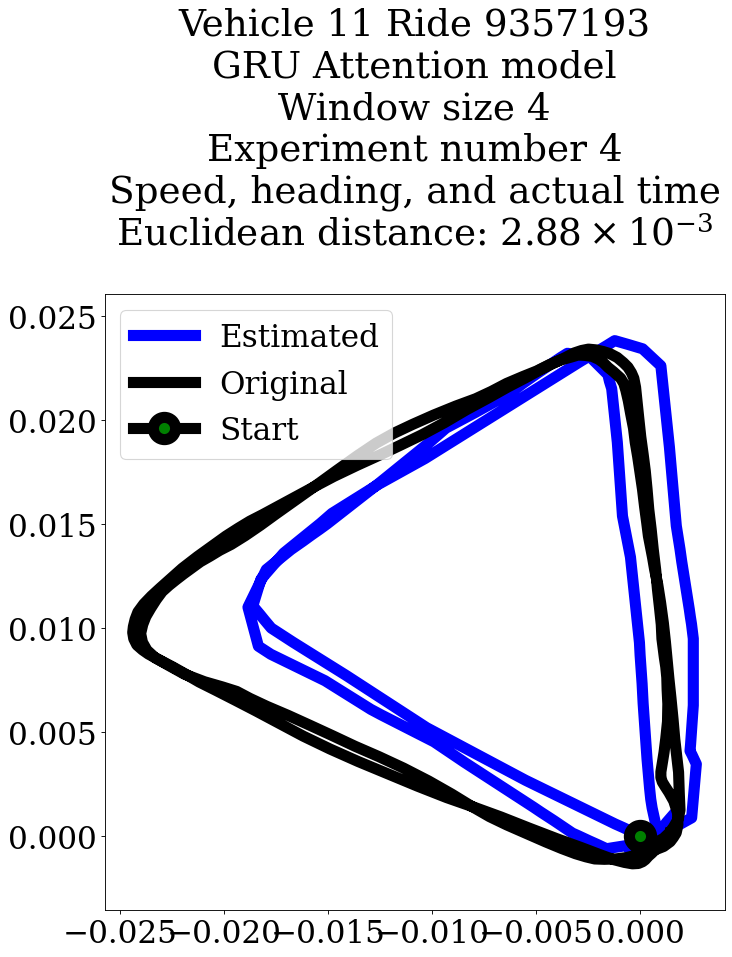 Vehicle 11 Ride 9357193
GRU Attention model
Window size 4
Experiment number 4
Speed, heading, and actual time
Euclidean distance: 2.88 × 10⁻³
0.025
0.020
0.015
0.010
0.005
0.000
Estimated
Original
Start
−0.025 −0.020 −0.015 −0.010 −0.005 0.000